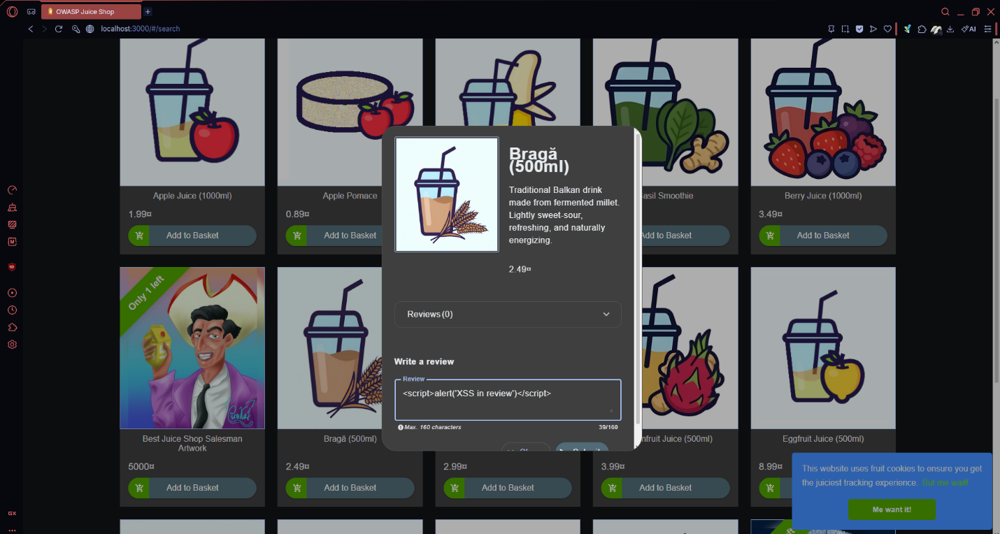 OWASP Juice Shop
localhost:3000/#/search
AI
Apple Juice (1000ml)
1.99¤
Add to Basket
Apple Pomace
0.89¤
Add to Basket
Basil Smoothie
Add to Basket
Berry Juice (1000ml)
3.49¤
Add to Basket
Bragă
(500ml)
Traditional Balkan drink
made from fermented millet.
Lightly sweet-sour,
refreshing, and naturally
energizing.
2.49¤
Reviews (0)
Write a review
Review
<script>alert('XSS in review')</script>
Max. 160 characters
39/160
Submit
Only 1 left
Best Juice Shop Salesman
Artwork
5000¤
Add to Basket
Bragă (500ml)
2.49¤
Add to Basket
2.99¤
Add to Basket
nfruit Juice (500ml)
3.99¤
Add to Basket
Eggfruit Juice (500ml)
8.99¤
This website uses fruit cookies to ensure you get
the juiciest tracking experience. But me wait!
Me want it!
GX